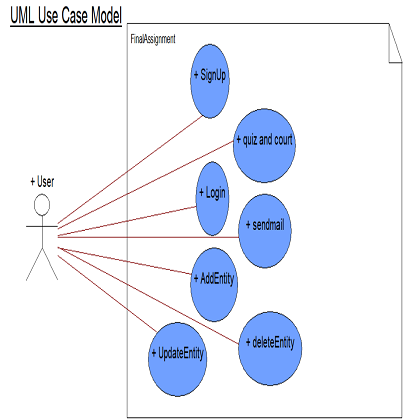 UML Use Case Model
FinalAssignment
+ SignUp
+ quiz and court
+ User
+ Login
+ sendmail
+ AddEntity
+ deleteEntity
+ UpdateEntity